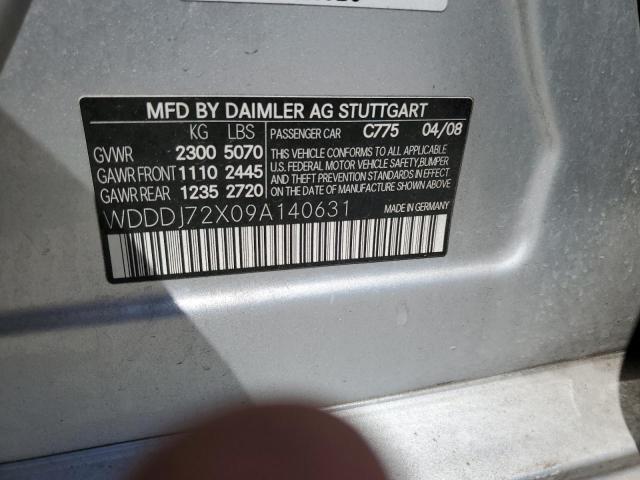 MFD BY DAIMLER AG STUTTGART
KG LBS PASSENGER CAR C775 04/08
GVWR 2300 5070
GAWR FRONT 1110 2445
GAWR REAR 1235 2720
THIS VEHICLE CONFORMS TO ALL APPLICABLE
U.S. FEDERAL MOTOR VEHICLE SAFETY, BUMPER
AND THEFT PREVENTION STANDARDS
IN EFFECT ON THE DATE OF
MANUFACTURE SHOWN ABOVE.
WDDDJ72X09A140631 MADE IN GERMANY